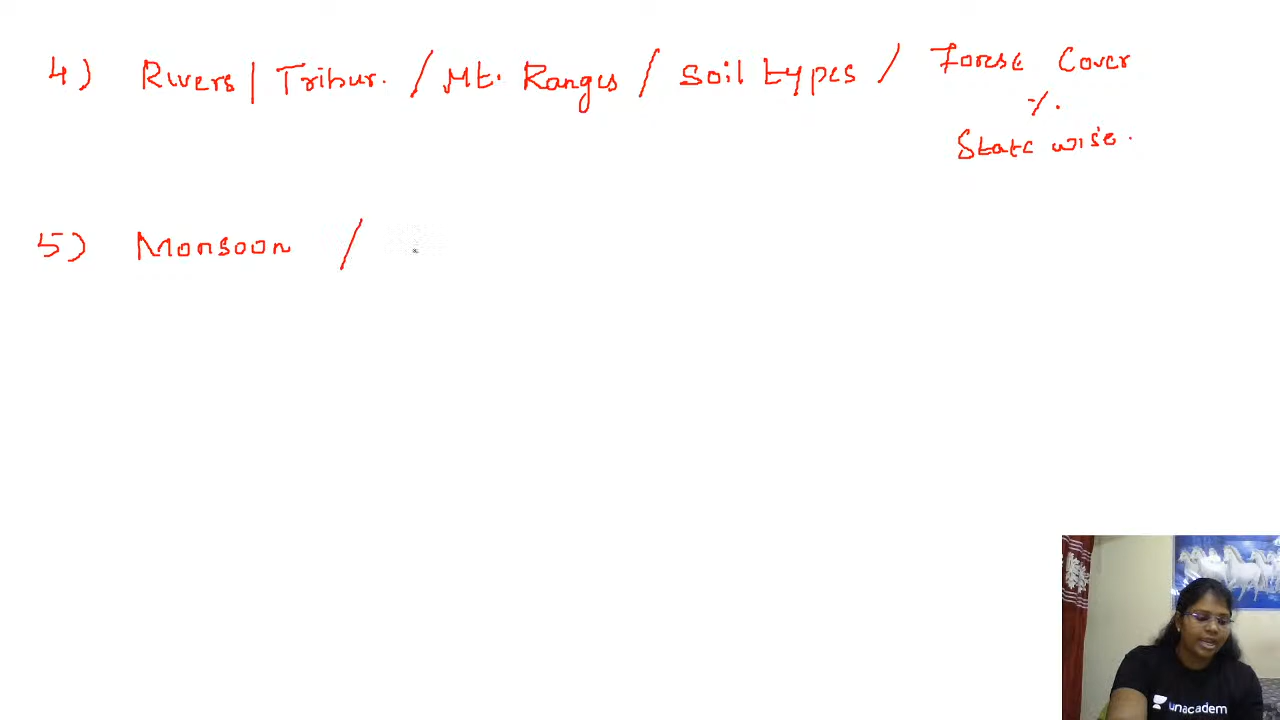 4) Rivers | Tribur. / Mt. Ranges / Soil types / Forest Cover
%.
State wise.
5) Monsoon /
unacadem